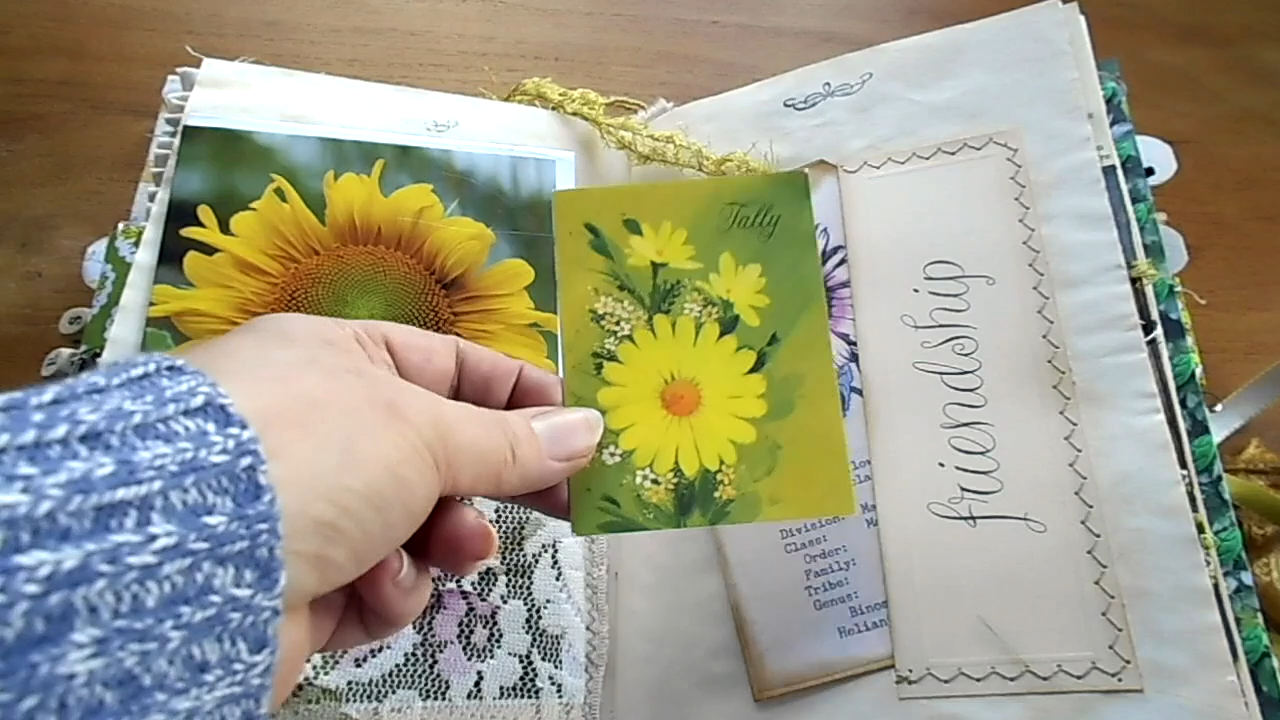 Tally
friendship
Division:
Class:
Order:
Family:
Tribe:
Genus: